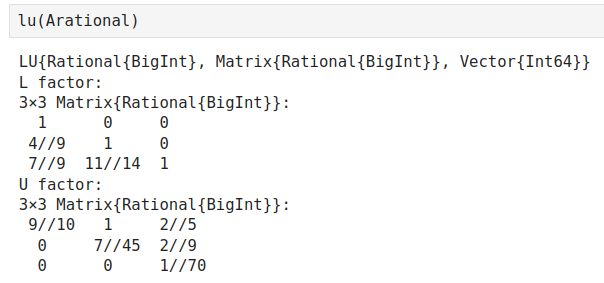 lu(Arational)
LU{Rational{BigInt}, Matrix{Rational{BigInt}}, Vector{Int64}}
L factor:
3×3 Matrix{Rational{BigInt}}:
  1      0     0
 4//9    1     0
 7//9  11//14  1
U factor:
3×3 Matrix{Rational{BigInt}}:
 9//10   1     2//5
  0     7//45  2//9
  0      0     1//70